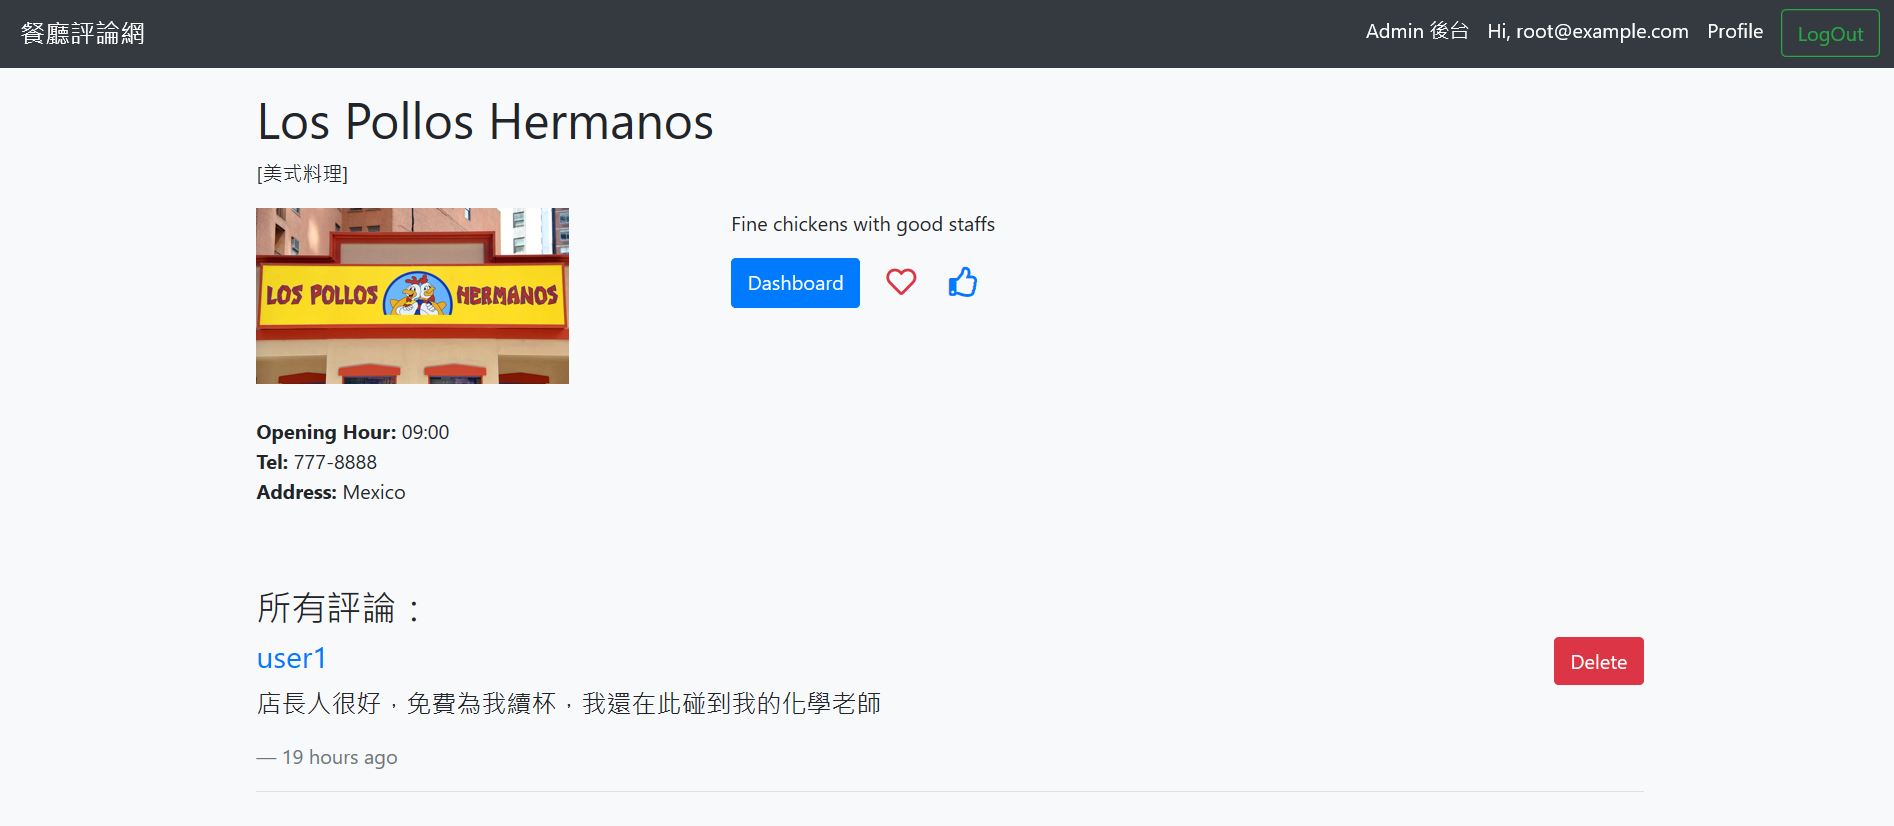 餐廳評論網
Admin 後台 Hi, root@example.com Profile LogOut
Los Pollos Hermanos
[美式料理]
LOS POLLOS HERMANOS
Fine chickens with good staffs
Dashboard
Opening Hour: 09:00
Tel: 777-8888
Address: Mexico
所有評論：
user1
Delete
店長人很好，免費為我續杯，我還在此碰到我的化學老師
— 19 hours ago